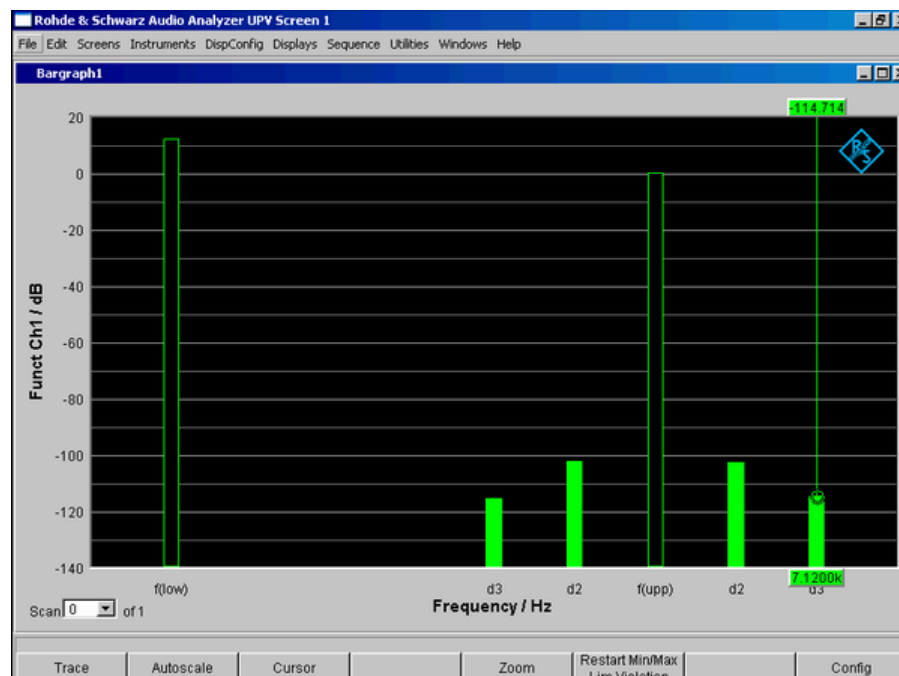 Rohde & Schwarz Audio Analyzer UPV Screen 1
File Edit Screens Instruments DispConfig Displays Sequence Utilities Windows Help
Bargraph1
-114.714
20
0
-20
-40
-60
-80
-100
-120
-140
Funct Ch1 / dB
R&S
7.1200k
f(low) d3 d2 f(upp) d2 d3
Frequency / Hz
Scan 0 of 1
Trace Autoscale Cursor Zoom Restart Min/Max Config
Lim Violation